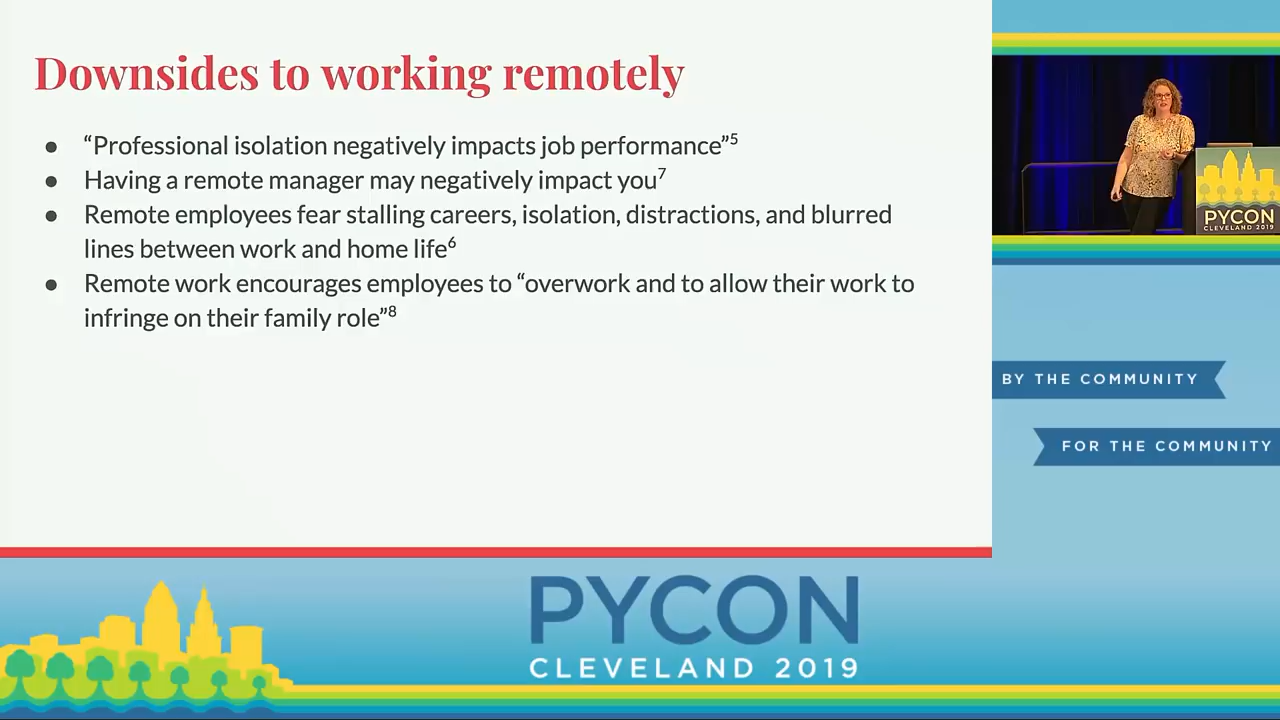 Downsides to working remotely
● “Professional isolation negatively impacts job performance”⁵
● Having a remote manager may negatively impact you⁷
● Remote employees fear stalling careers, isolation, distractions, and blurred
lines between work and home life⁶
● Remote work encourages employees to “overwork and to allow their work to
infringe on their family role”⁸
PYCON
CLEVELAND 2019
BY THE COMMUNITY
FOR THE COMMUNITY
PYCON
CLEVELAND 2019